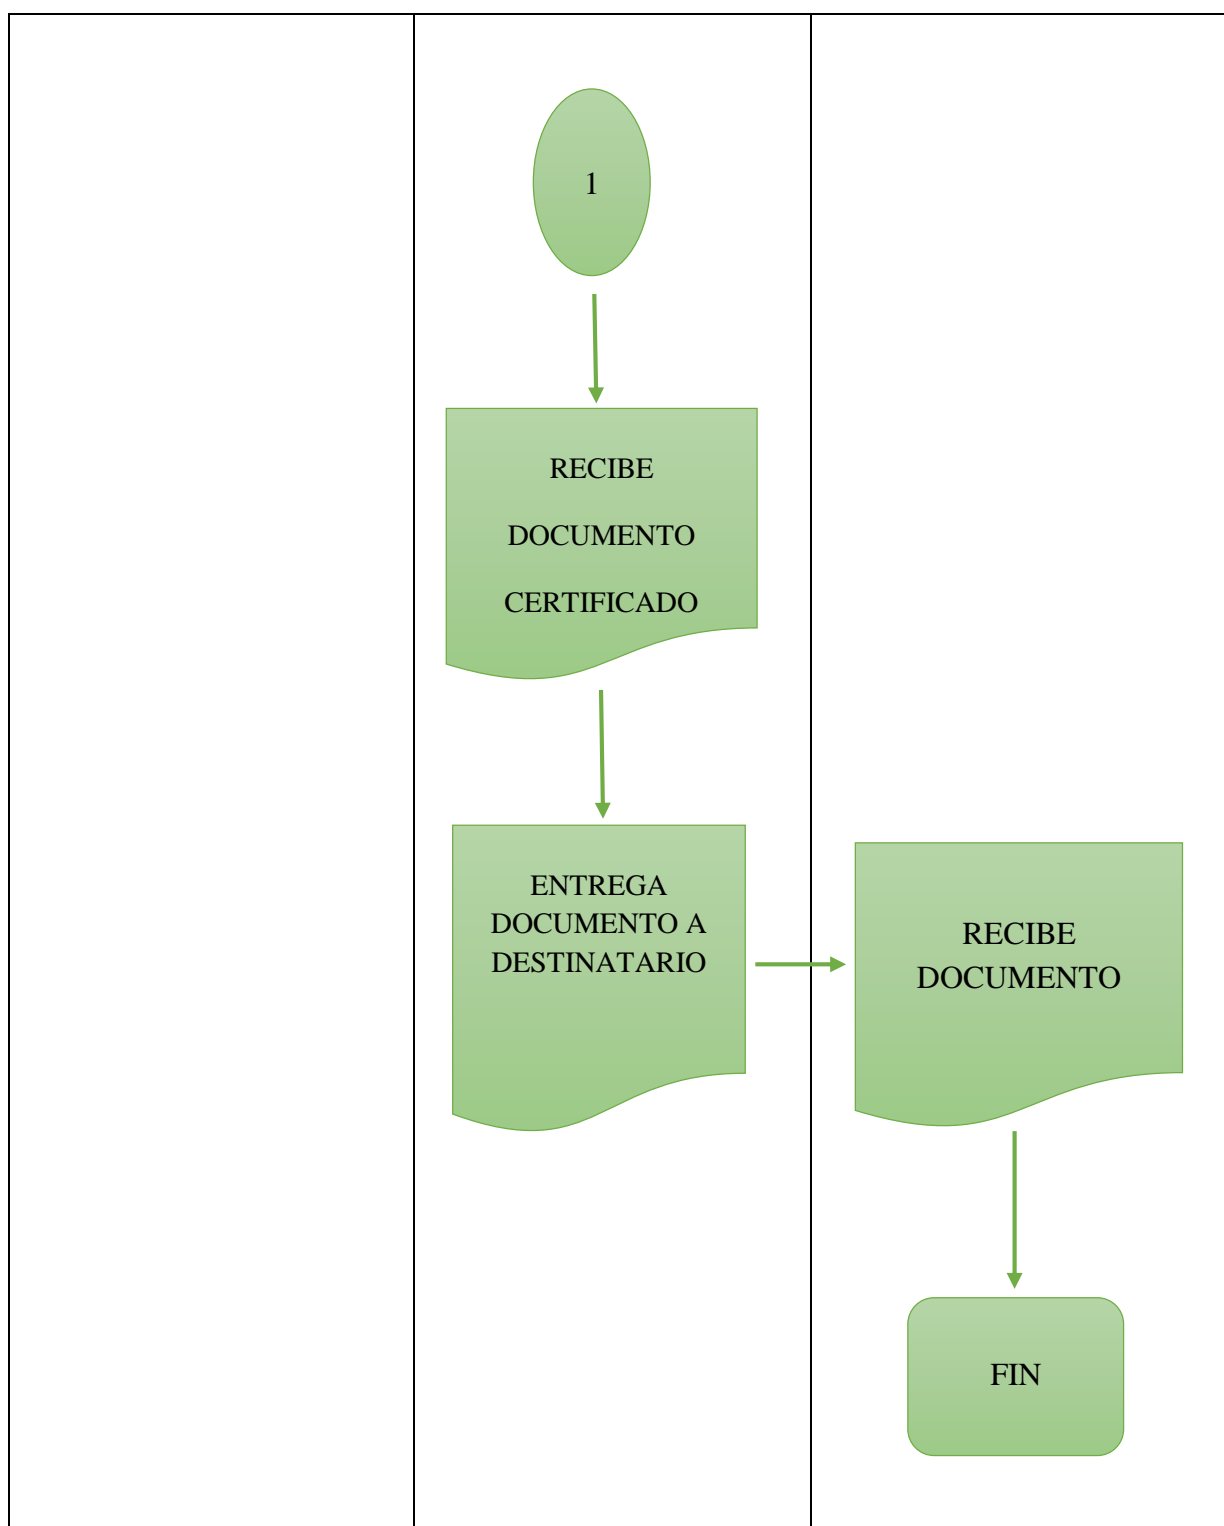 1
RECIBE
DOCUMENTO
CERTIFICADO
ENTREGA
DOCUMENTO A
DESTINATARIO
RECIBE
DOCUMENTO
FIN